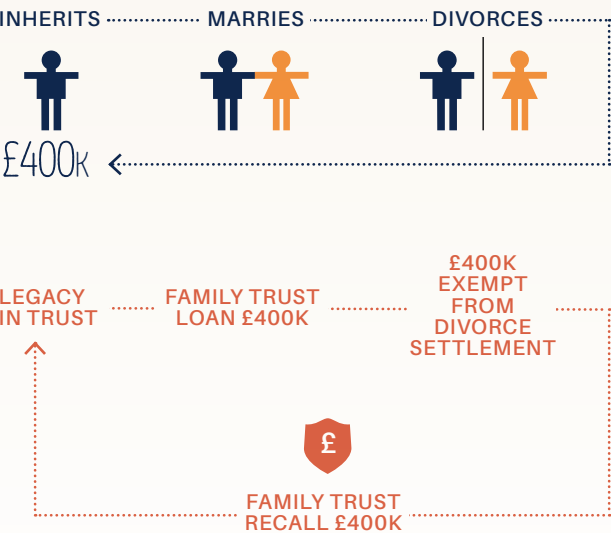 INHERITS
MARRIES
DIVORCES
£400K
LEGACY
IN TRUST
FAMILY TRUST
LOAN £400K
£400K
EXEMPT
FROM
DIVORCE
SETTLEMENT
£
FAMILY TRUST
RECALL £400K